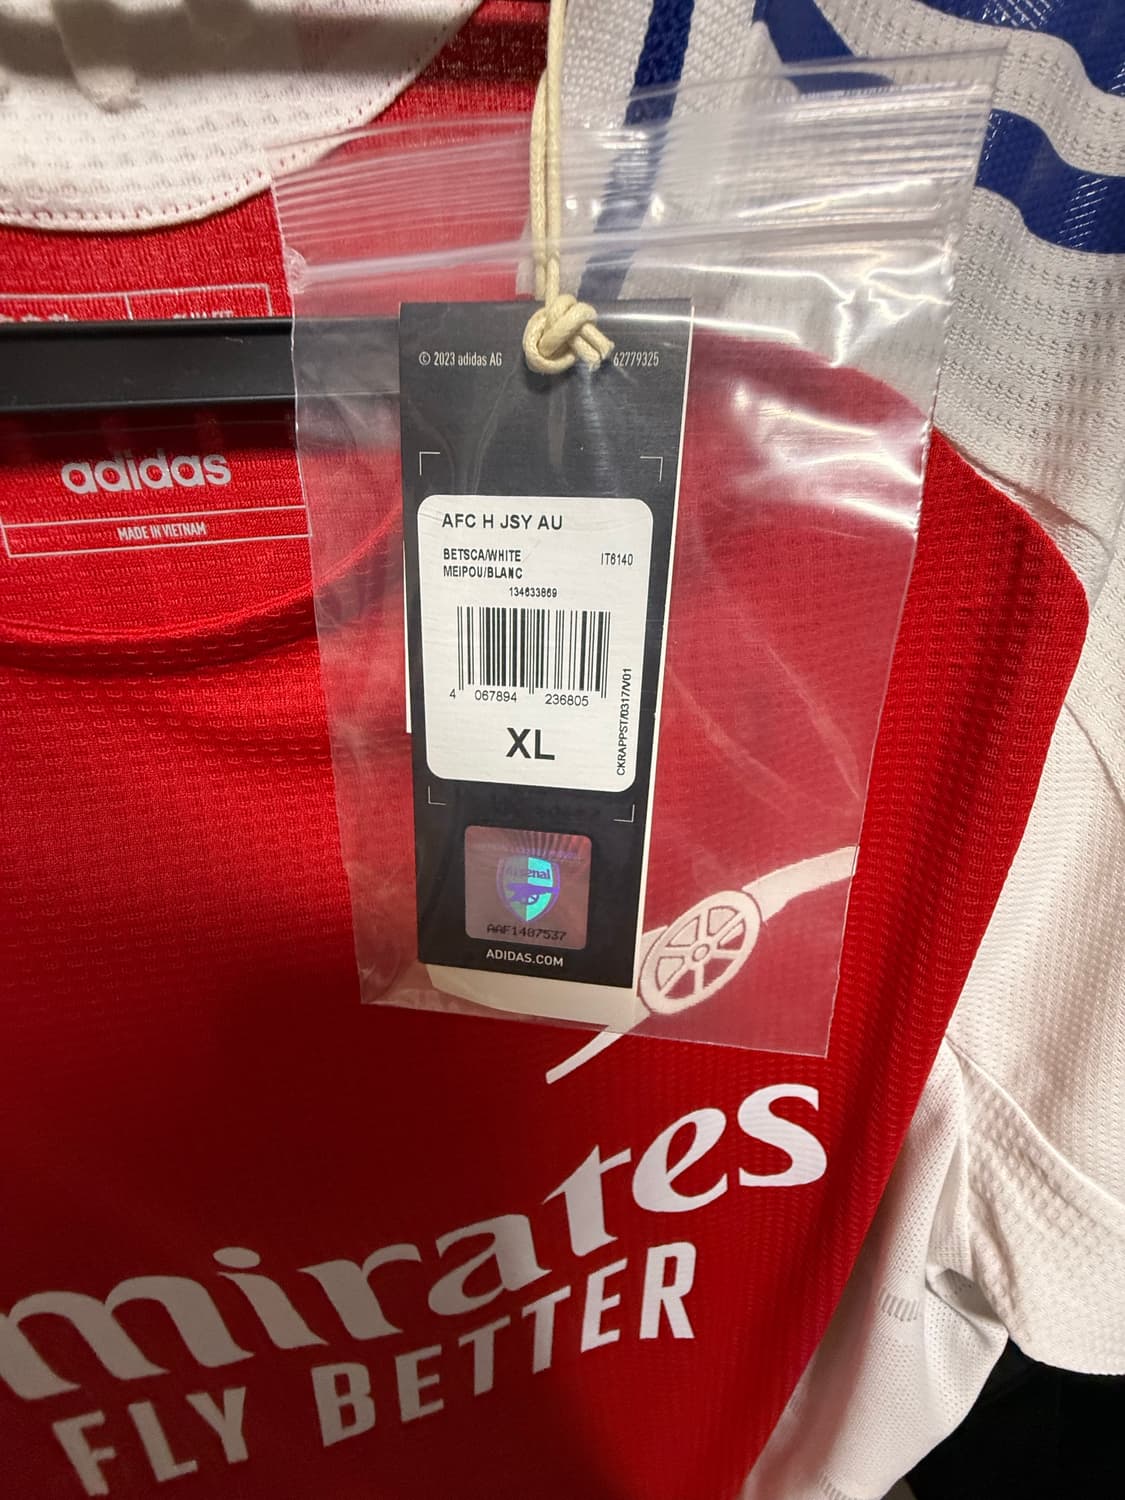 © 2023 adidas AG
62779325
adidas
MADE IN VIETNAM
AFC H JSY AU
BETSCA/WHITE
IT6140
MEIPOU/BLANC
134633869
4 067894 236805
XL
CKRAPPST/0317/V01
Arsenal
AAF1487537
ADIDAS.COM
mirates
FLY BETTER